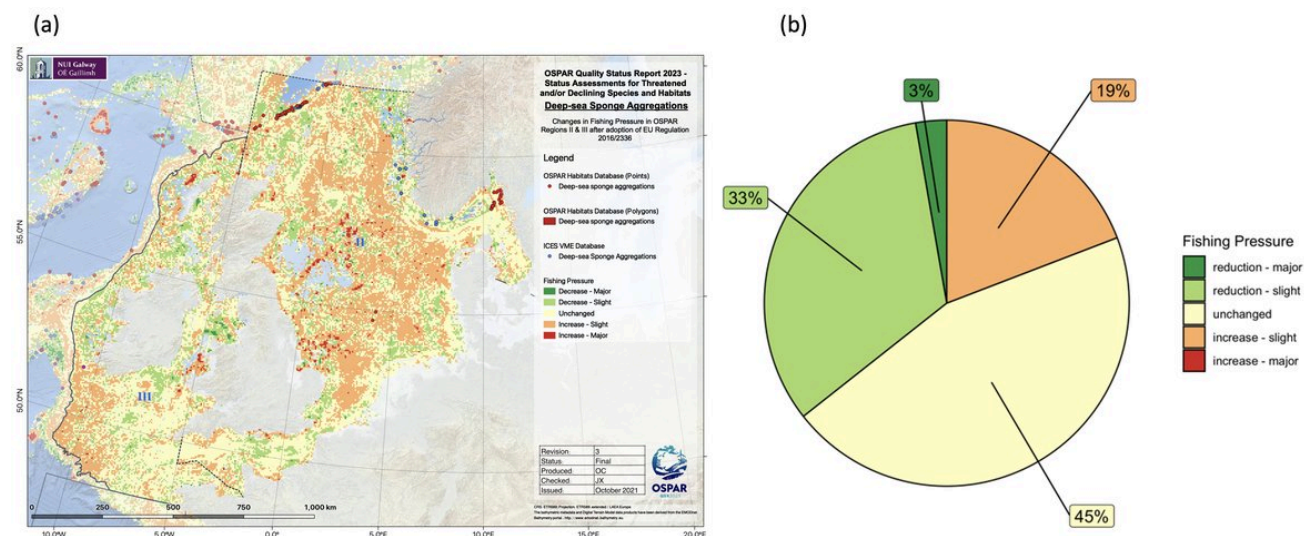 (a)
(b)
NUI Galway
OÉ Gaillimh
60.0°N
55.0°N
50.0°N
II
III
0 250 500 750 1,000 km
10.0°W 5.0°W 0.0°E 5.0°E 10.0°E 15.0°E 20.0°E
OSPAR Quality Status Report 2023 -
Status Assessments for Threatened
and/or Declining Species and Habitats
Deep-sea Sponge Aggregations
Changes in Fishing Pressure in OSPAR
Regions II & III after adoption of EU Regulation
2016/2336
Legend
OSPAR Habitats Database (Points)
Deep-sea sponge aggregations
OSPAR Habitats Database (Polygons)
Deep-sea sponge aggregations
ICES VME Database
Deep-sea Sponge Aggregations
Fishing Pressure
Decrease - Major
Decrease - Slight
Unchanged
Increase - Slight
Increase - Major
Revision: 3
Status: Final
Produced: OC
Checked: JX
Issued: October 2021
OSPAR
3%
19%
33%
45%
Fishing Pressure
reduction - major
reduction - slight
unchanged
increase - slight
increase - major